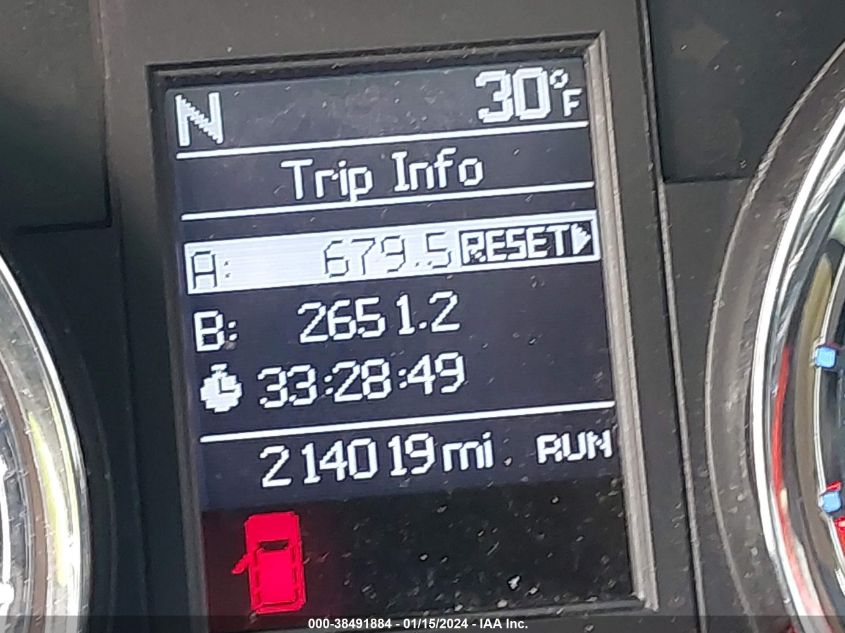 N 30°F
Trip Info
A: 679.5 RESET
B: 2651.2
33:28:49
214019mi RUN
000-38491884 - 01/15/2024 - IAA Inc.